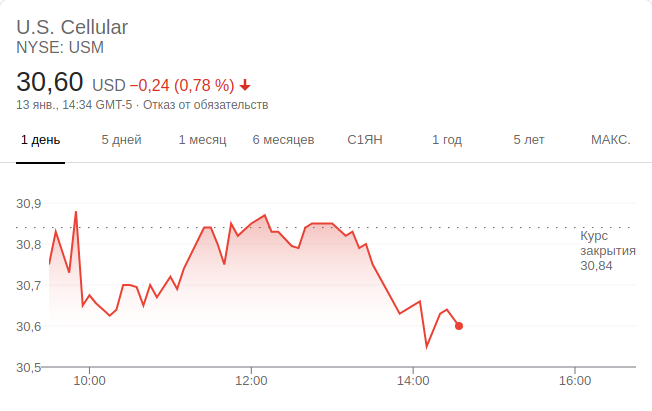 U.S. Cellular
NYSE: USM
30,60 USD −0,24 (0,78 %)
13 янв., 14:34 GMT-5 · Отказ от обязательств
1 день 5 дней 1 месяц 6 месяцев С1ЯН 1 год 5 лет МАКС.
30,9
30,8
30,7
30,6
30,5
Курс
закрытия
30,84
10:00 12:00 14:00 16:00